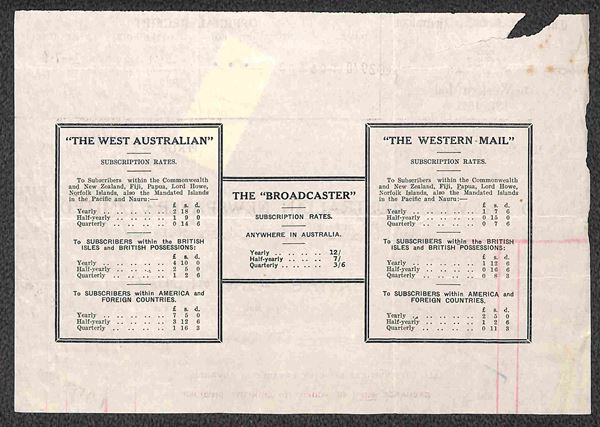 "THE WEST AUSTRALIAN"
SUBSCRIPTION RATES.
To Subscribers within the Commonwealth
and New Zealand, Fiji, Papua, Lord Howe,
Norfolk Islands, also the Mandated Islands
in the Pacific and Nauru:—
£ s. d.
Yearly .. .. .. .. .. 2 18 0
Half-yearly .. .. .. .. 1 9 0
Quarterly .. .. .. .. 0 14 6
To SUBSCRIBERS within the BRITISH
ISLES and BRITISH POSSESSIONS:
£ s. d.
Yearly .. .. .. .. .. 4 10 0
Half-yearly .. .. .. .. 2 5 0
Quarterly .. .. .. .. 1 2 6
To SUBSCRIBERS within AMERICA and
FOREIGN COUNTRIES.
£ s. d.
Yearly .. .. .. .. .. 7 5 0
Half-yearly .. .. .. .. 3 12 6
Quarterly .. .. .. .. 1 16 3
THE "BROADCASTER"
SUBSCRIPTION RATES.
ANYWHERE IN AUSTRALIA.
Yearly .. .. .. .. 12/
Half-yearly .. .. .. 7/
Quarterly .. .. .. 3/6
"THE WESTERN MAIL"
SUBSCRIPTION RATES.
To Subscribers within the Commonwealth
and New Zealand, Fiji, Papua, Lord Howe,
Norfolk Islands, also the Mandated Islands
in the Pacific and Nauru:—
£ s. d.
Yearly .. .. .. .. .. 1 7 6
Half-yearly .. .. .. .. 0 15 0
Quarterly .. .. .. .. 0 7 6
To SUBSCRIBERS within the BRITISH
ISLES and BRITISH POSSESSIONS:
£ s. d.
Yearly .. .. .. .. .. 1 12 6
Half-yearly .. .. .. .. 0 16 6
Quarterly .. .. .. .. 0 8 3
To SUBSCRIBERS within AMERICA and
FOREIGN COUNTRIES.
£ s. d.
Yearly .. .. .. .. .. 2 5 0
Half-yearly .. .. .. .. 1 2 6
Quarterly .. .. .. .. 0 11 3